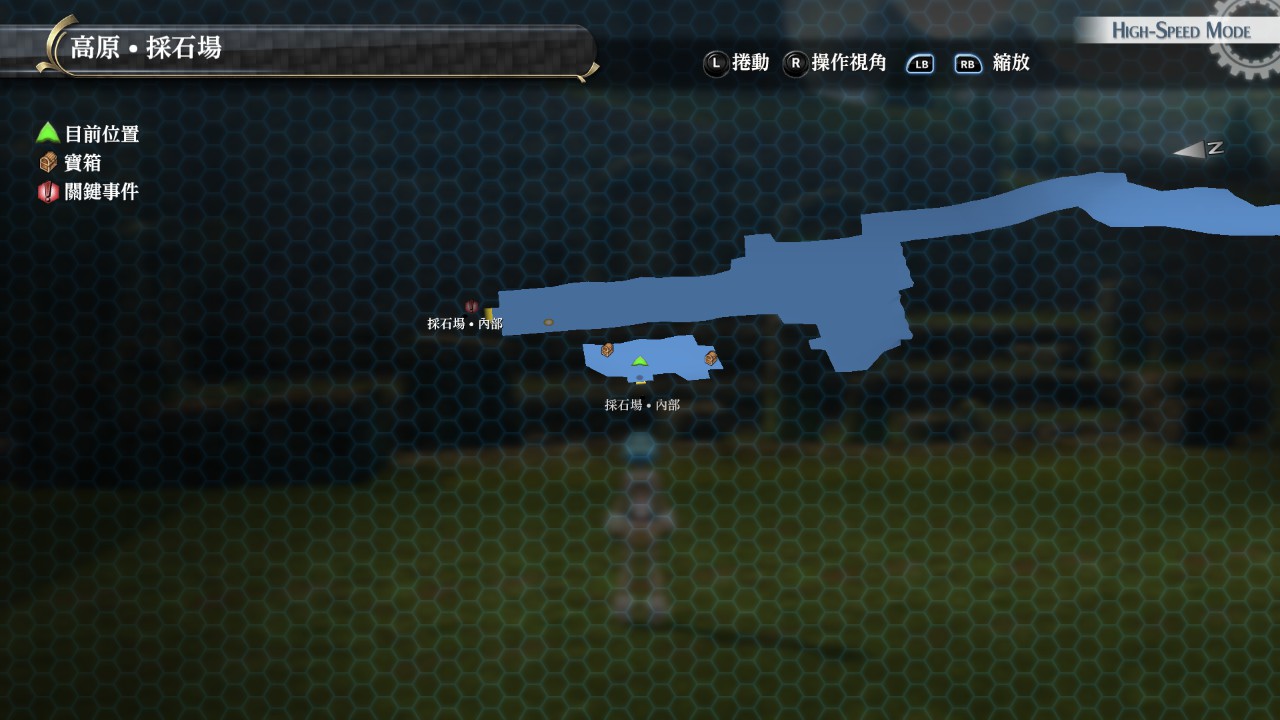 高原・採石場
HIGH-SPEED MODE
L 捲動 R 操作視角 LB RB 縮放
目前位置
寶箱
關鍵事件
Z
採石場・內部
採石場・內部